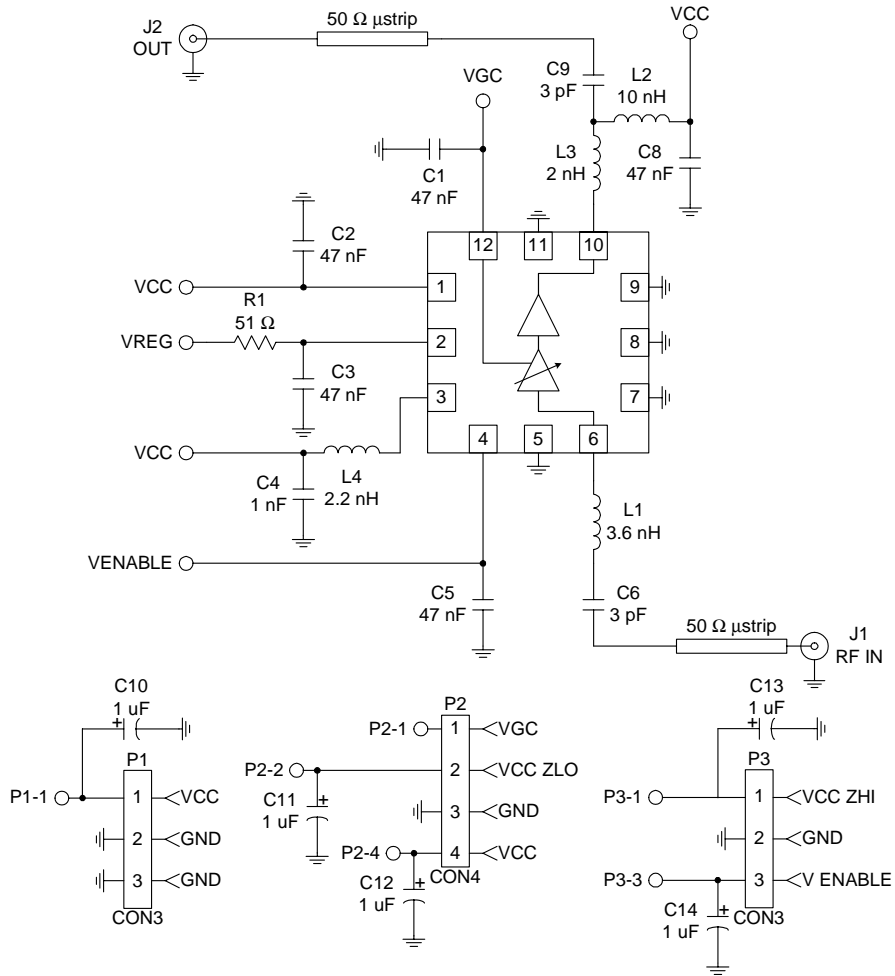 J2
OUT
50 Ω µstrip
VCC
C9
3 pF
L2
10 nH
VGC
L3
2 nH
C8
47 nF
C1
47 nF
C2
47 nF
12
11
10
VCC
1
9
R1
51 Ω
VREG
2
8
C3
47 nF
3
7
VCC
4
5
6
C4
1 nF
L4
2.2 nH
L1
3.6 nH
VENABLE
C5
47 nF
C6
3 pF
50 Ω µstrip
J1
RF IN
C10
1 uF
+
P1
P1-1
1
VCC
2
GND
3
GND
CON3
P2
P2-1
1
VGC
P2-2
2
VCC ZLO
C11
1 uF
+
3
GND
P2-4
4
VCC
CON4
C12
1 uF
+
C13
1 uF
+
P3
P3-1
1
VCC ZHI
2
GND
P3-3
3
V ENABLE
CON3
C14
1 uF
+